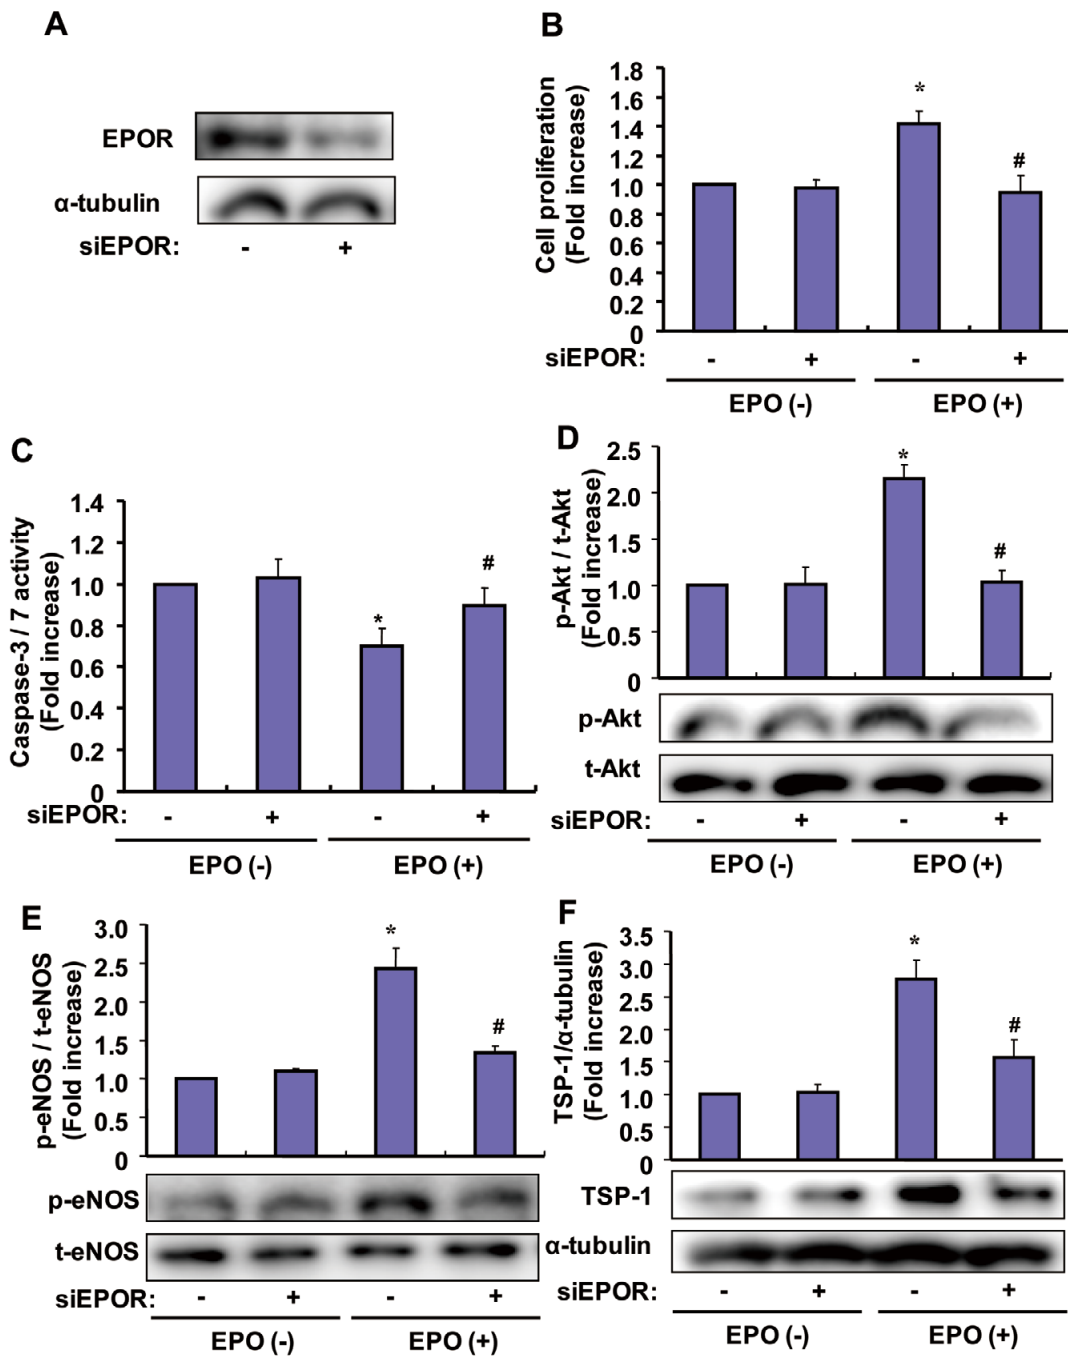 A
EPOR
α-tubulin
siEPOR: - +
B
Cell proliferation
(Fold increase)
1.8
1.6
1.4
1.2
1.0
0.8
0.6
0.4
0.2
0
*
#
siEPOR: - + - +
EPO (-) EPO (+)
C
Caspase-3 / 7 activity
(Fold increase)
1.4
1.2
1.0
0.8
0.6
0.4
0.2
0
*
#
siEPOR: - + - +
EPO (-) EPO (+)
D
p-Akt / t-Akt
(Fold increase)
2.5
2.0
1.5
1.0
0.5
0
*
#
p-Akt
t-Akt
siEPOR: - + - +
EPO (-) EPO (+)
E
p-eNOS / t-eNOS
(Fold increase)
3.0
2.5
2.0
1.5
1.0
0.5
0
*
#
p-eNOS
t-eNOS
siEPOR: - + - +
EPO (-) EPO (+)
F
TSP-1/α-tubulin
(Fold increase)
3.5
3.0
2.5
2.0
1.5
1.0
0.5
0
*
#
TSP-1
α-tubulin
siEPOR: - + - +
EPO (-) EPO (+)